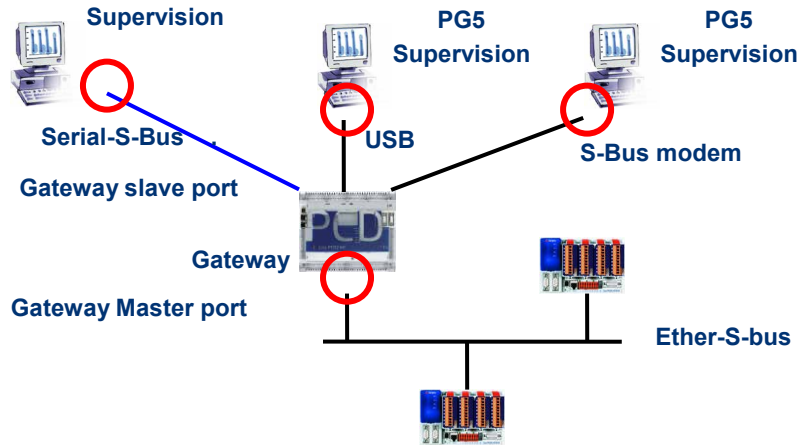 Supervision
PG5
Supervision
PG5
Supervision
Serial-S-Bus .
USB
S-Bus modem
Gateway slave port
PCD
Gateway
Gateway Master port
Ether-S-bus